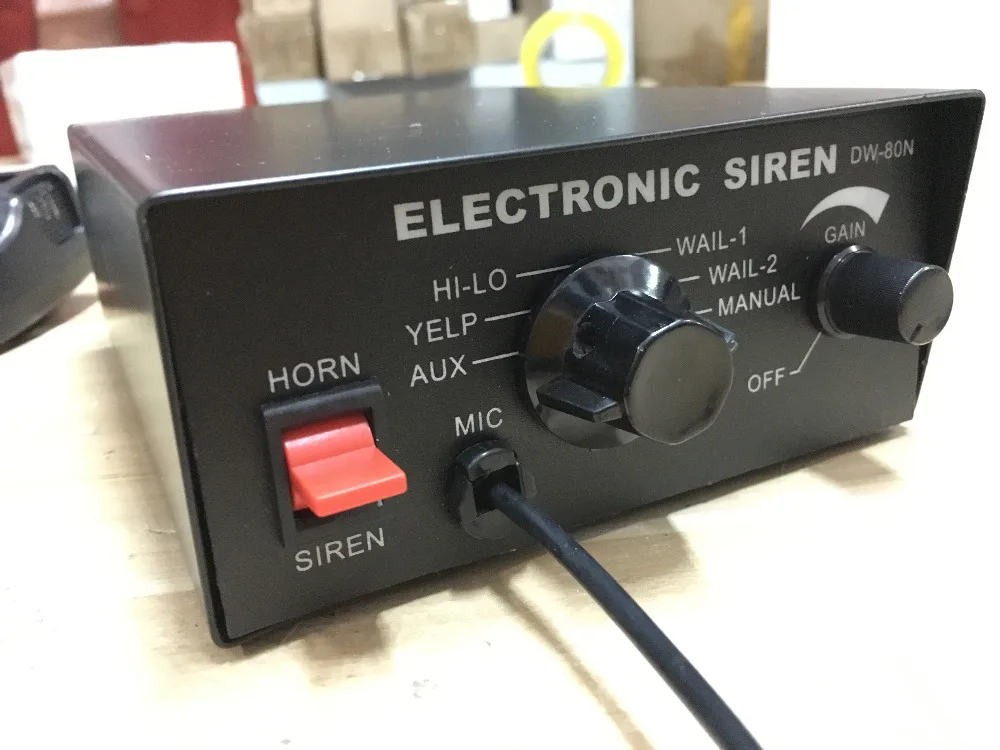 ELECTRONIC SIREN DW-80N
GAIN
OFF
WAIL-1
WAIL-2
MANUAL
HI-LO
YELP
AUX
HORN
SIREN
MIC